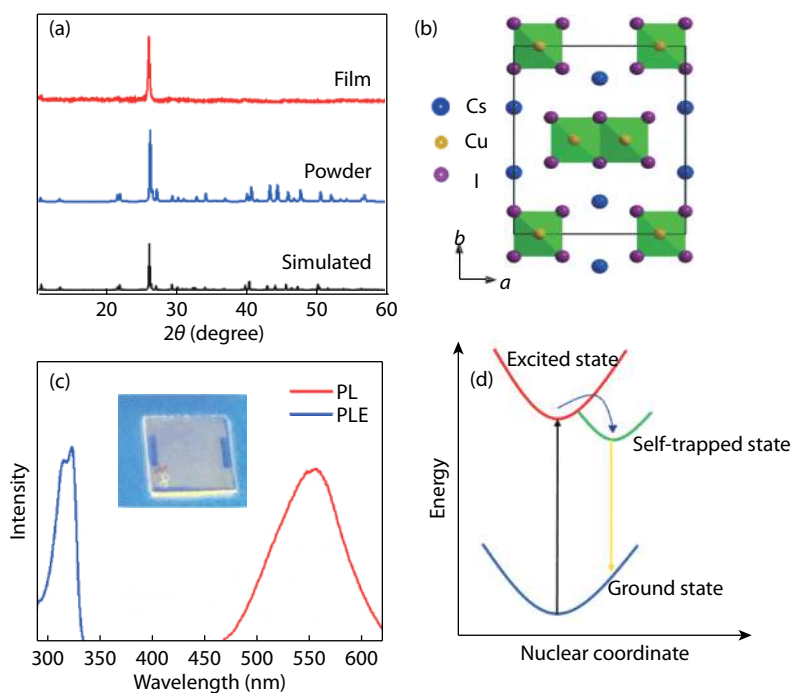 (a)
Film
Powder
Simulated
20
30
40
50
60
2θ (degree)
(b)
Cs
Cu
I
b
a
(c)
PL
PLE
Intensity
290
350
400
450
500
550
600
Wavelength (nm)
(d)
Excited state
Self-trapped state
Ground state
Energy
Nuclear coordinate